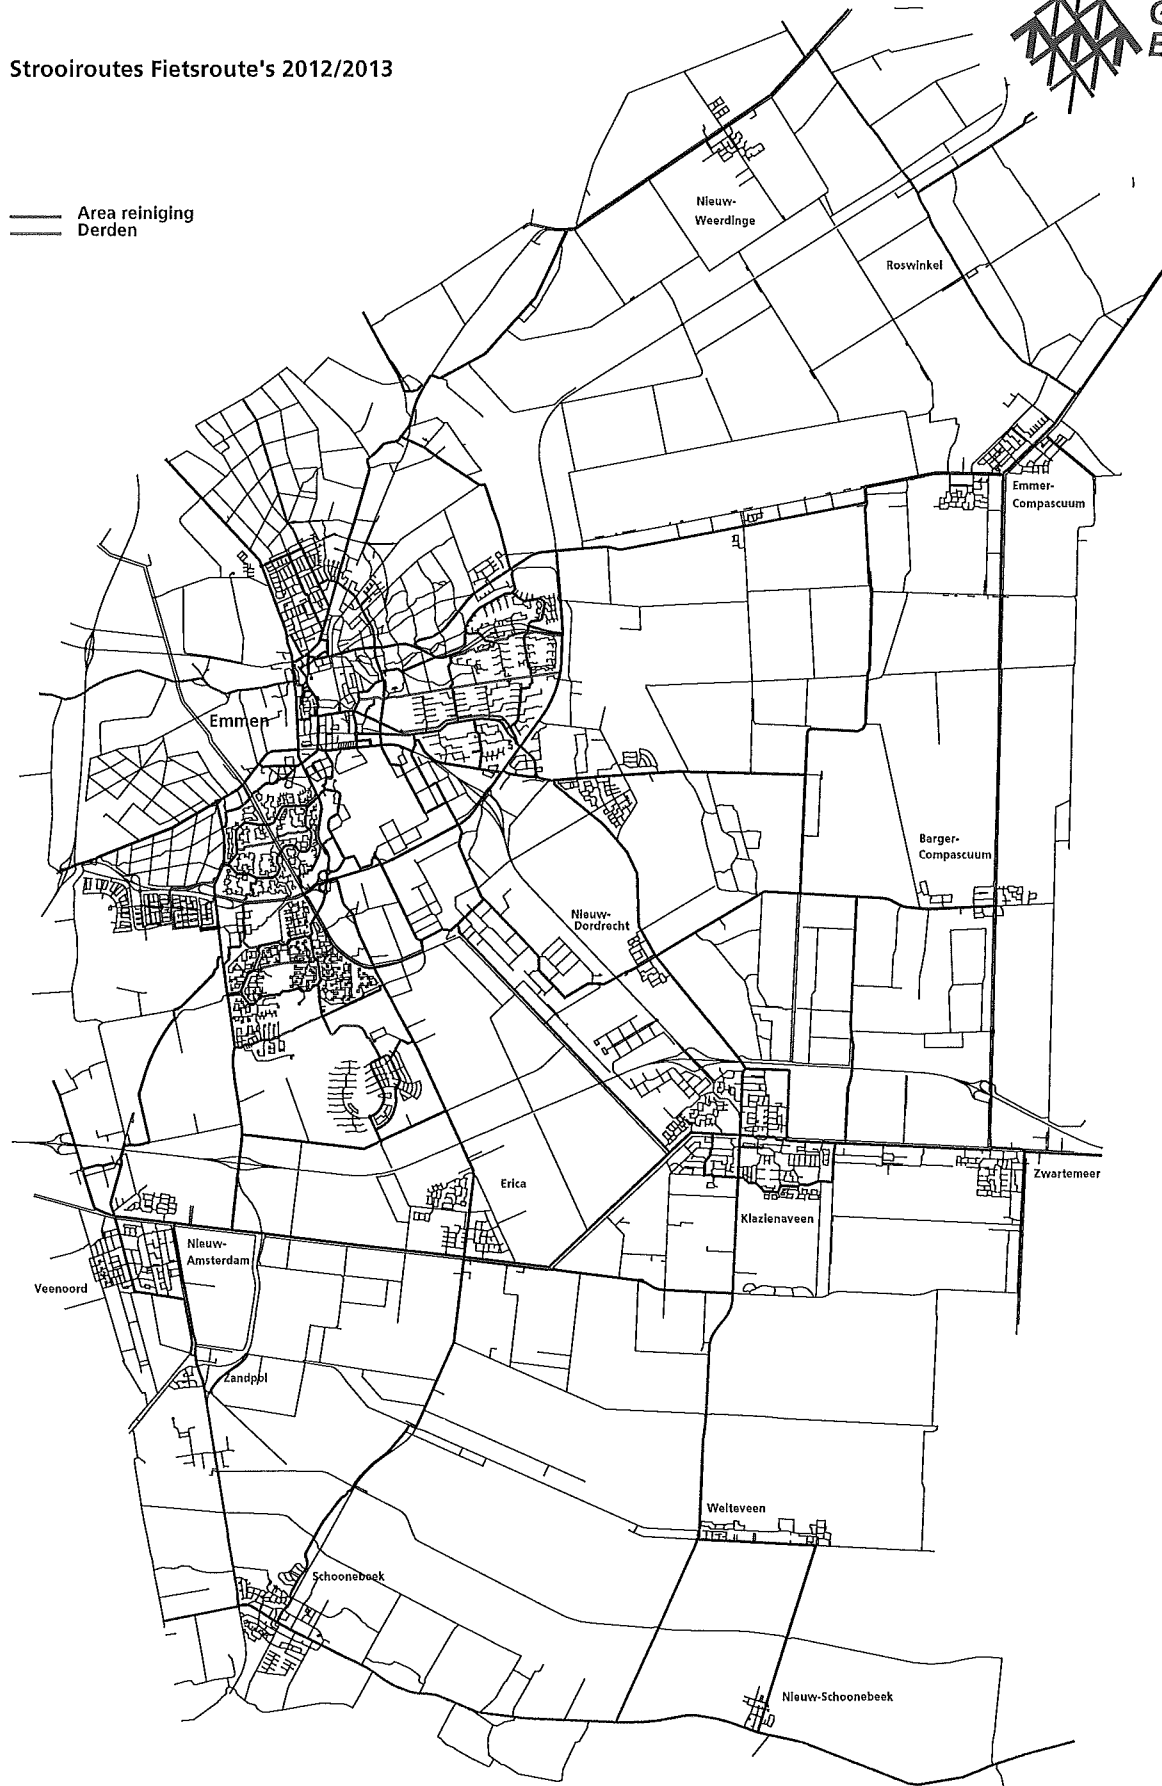 Strooiroutes Fietsroute's 2012/2013
G
E
Area reiniging
Derden
Nieuw-
Weerdinge
Roswinkel
Emmer-
Compascuum
Emmen
Barger-
Compascuum
Nieuw-
Dordrecht
Zwartemeer
Erica
Klazienaveen
Nieuw-
Amsterdam
Veenoord
Zandpol
Welteveen
Schoonebeek
Nieuw-Schoonebeek